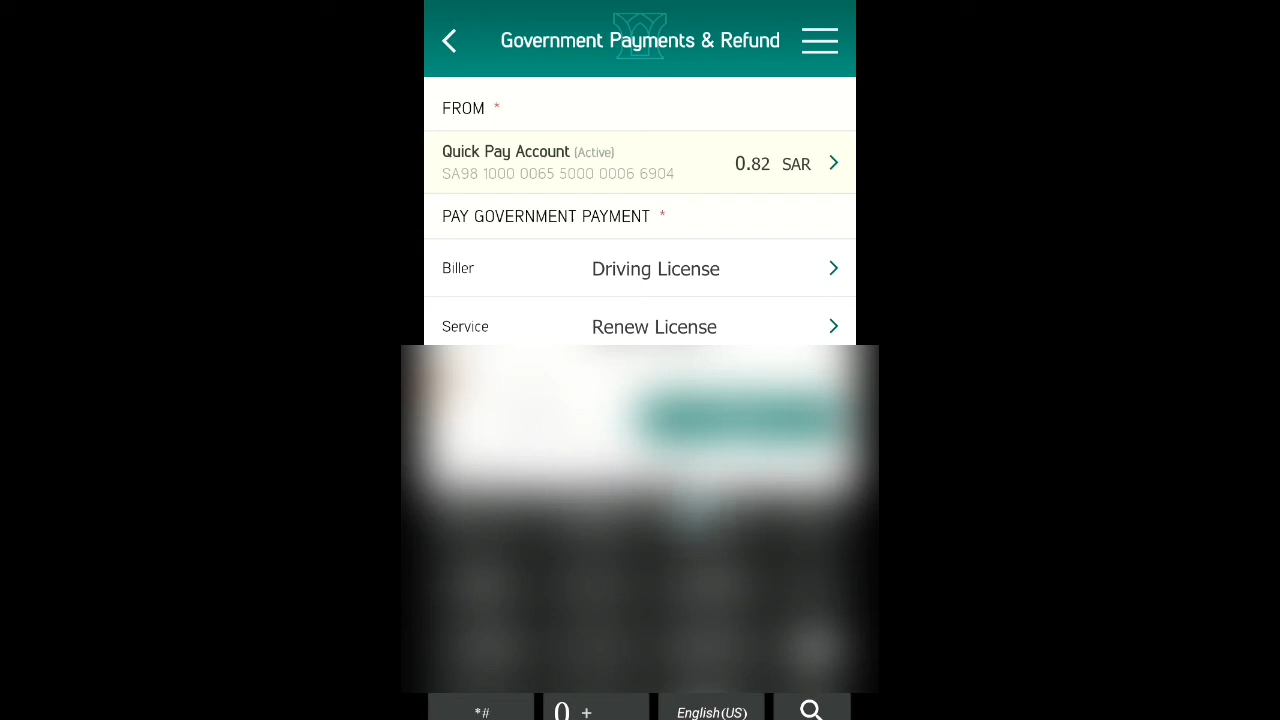 Government Payments & Refund
FROM *
Quick Pay Account (Active)
SA98 1000 0065 5000 0006 6904
0.82 SAR
PAY GOVERNMENT PAYMENT *
Biller Driving License
Service Renew License
*# 0 + English(US)